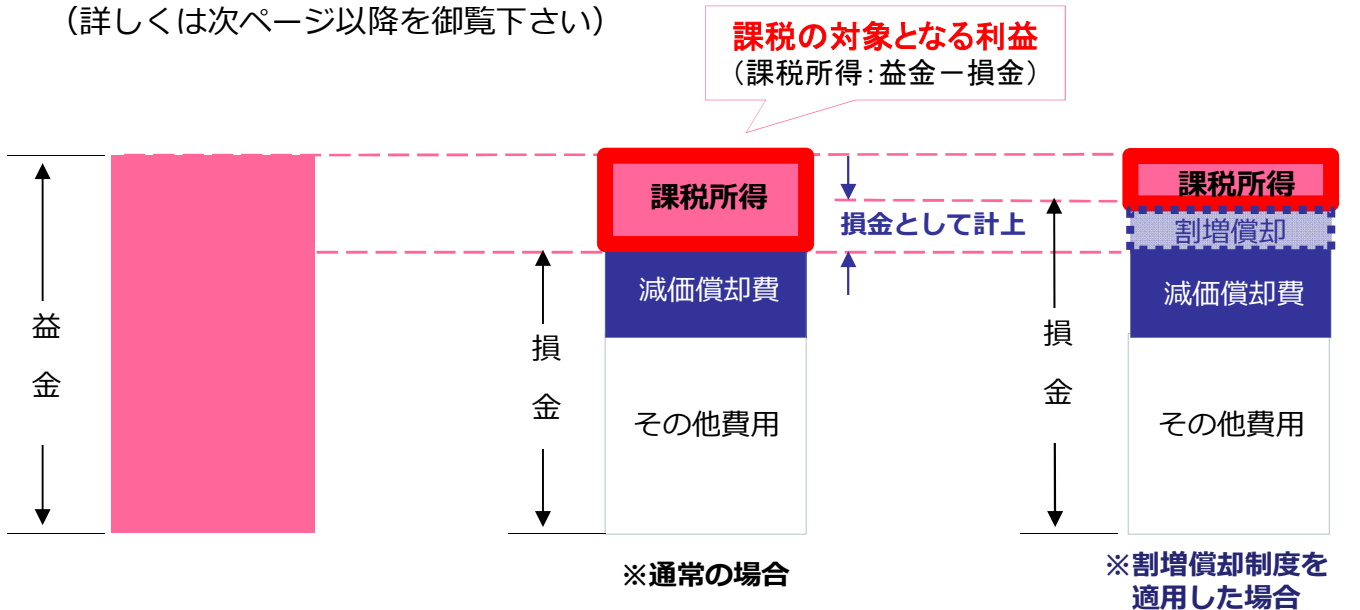 （詳しくは次ページ以降を御覧下さい）
課税の対象となる利益
（課税所得：益金－損金）
益金
課税所得
減価償却費
その他費用
損金
※通常の場合
損金として計上
課税所得
割増償却
減価償却費
その他費用
損金
※割増償却制度を
適用した場合